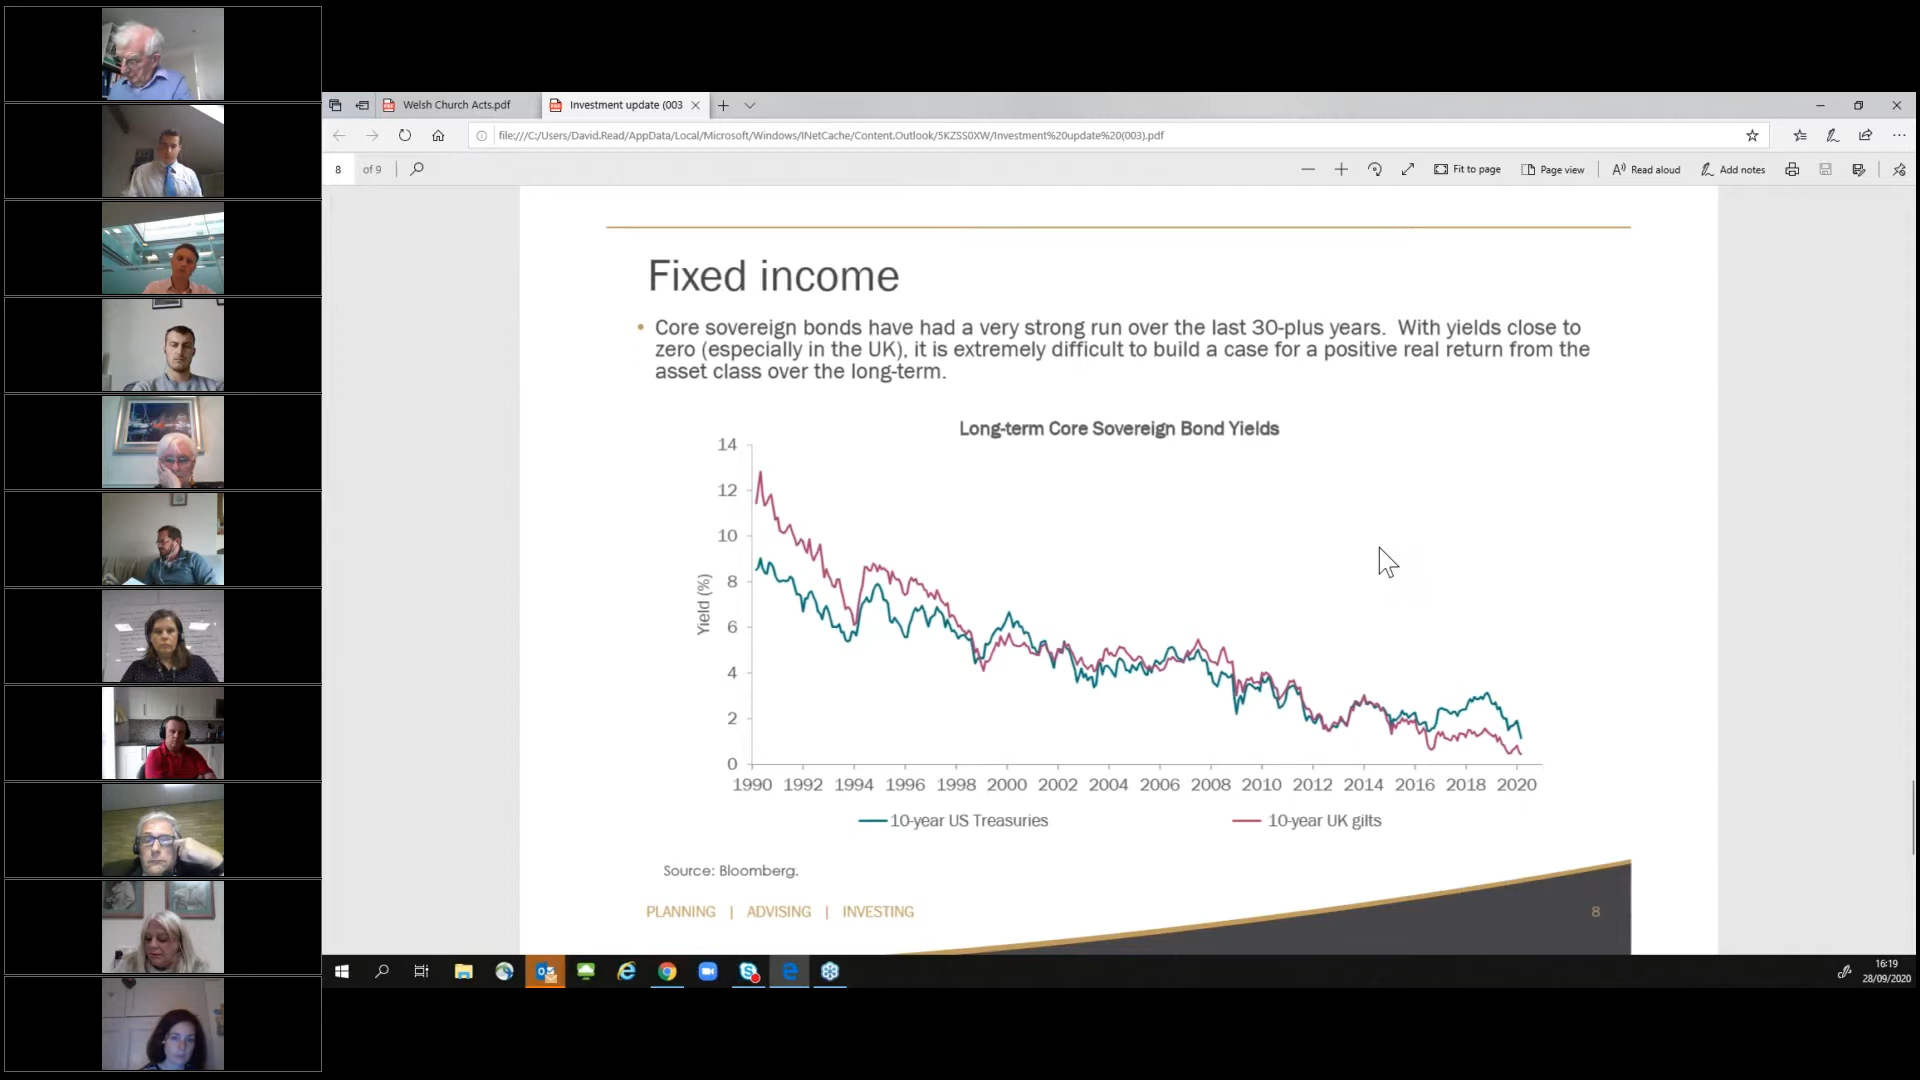 Welsh Church Acts.pdf
Investment update (003
file:///C:/Users/David.Read/AppData/Local/Microsoft/Windows/INetCache/Content.Outlook/5KZSS0XW/Investment%20update%20(003).pdf
8 of 9
Fit to page
Page view
Read aloud
Add notes
Fixed income
• Core sovereign bonds have had a very strong run over the last 30-plus years. With yields close to
zero (especially in the UK), it is extremely difficult to build a case for a positive real return from the
asset class over the long-term.
Long-term Core Sovereign Bond Yields
14
12
10
8
6
4
2
0
Yield (%)
1990 1992 1994 1996 1998 2000 2002 2004 2006 2008 2010 2012 2014 2016 2018 2020
10-year US Treasuries
10-year UK gilts
Source: Bloomberg.
PLANNING | ADVISING | INVESTING
8
16:19
28/09/2020